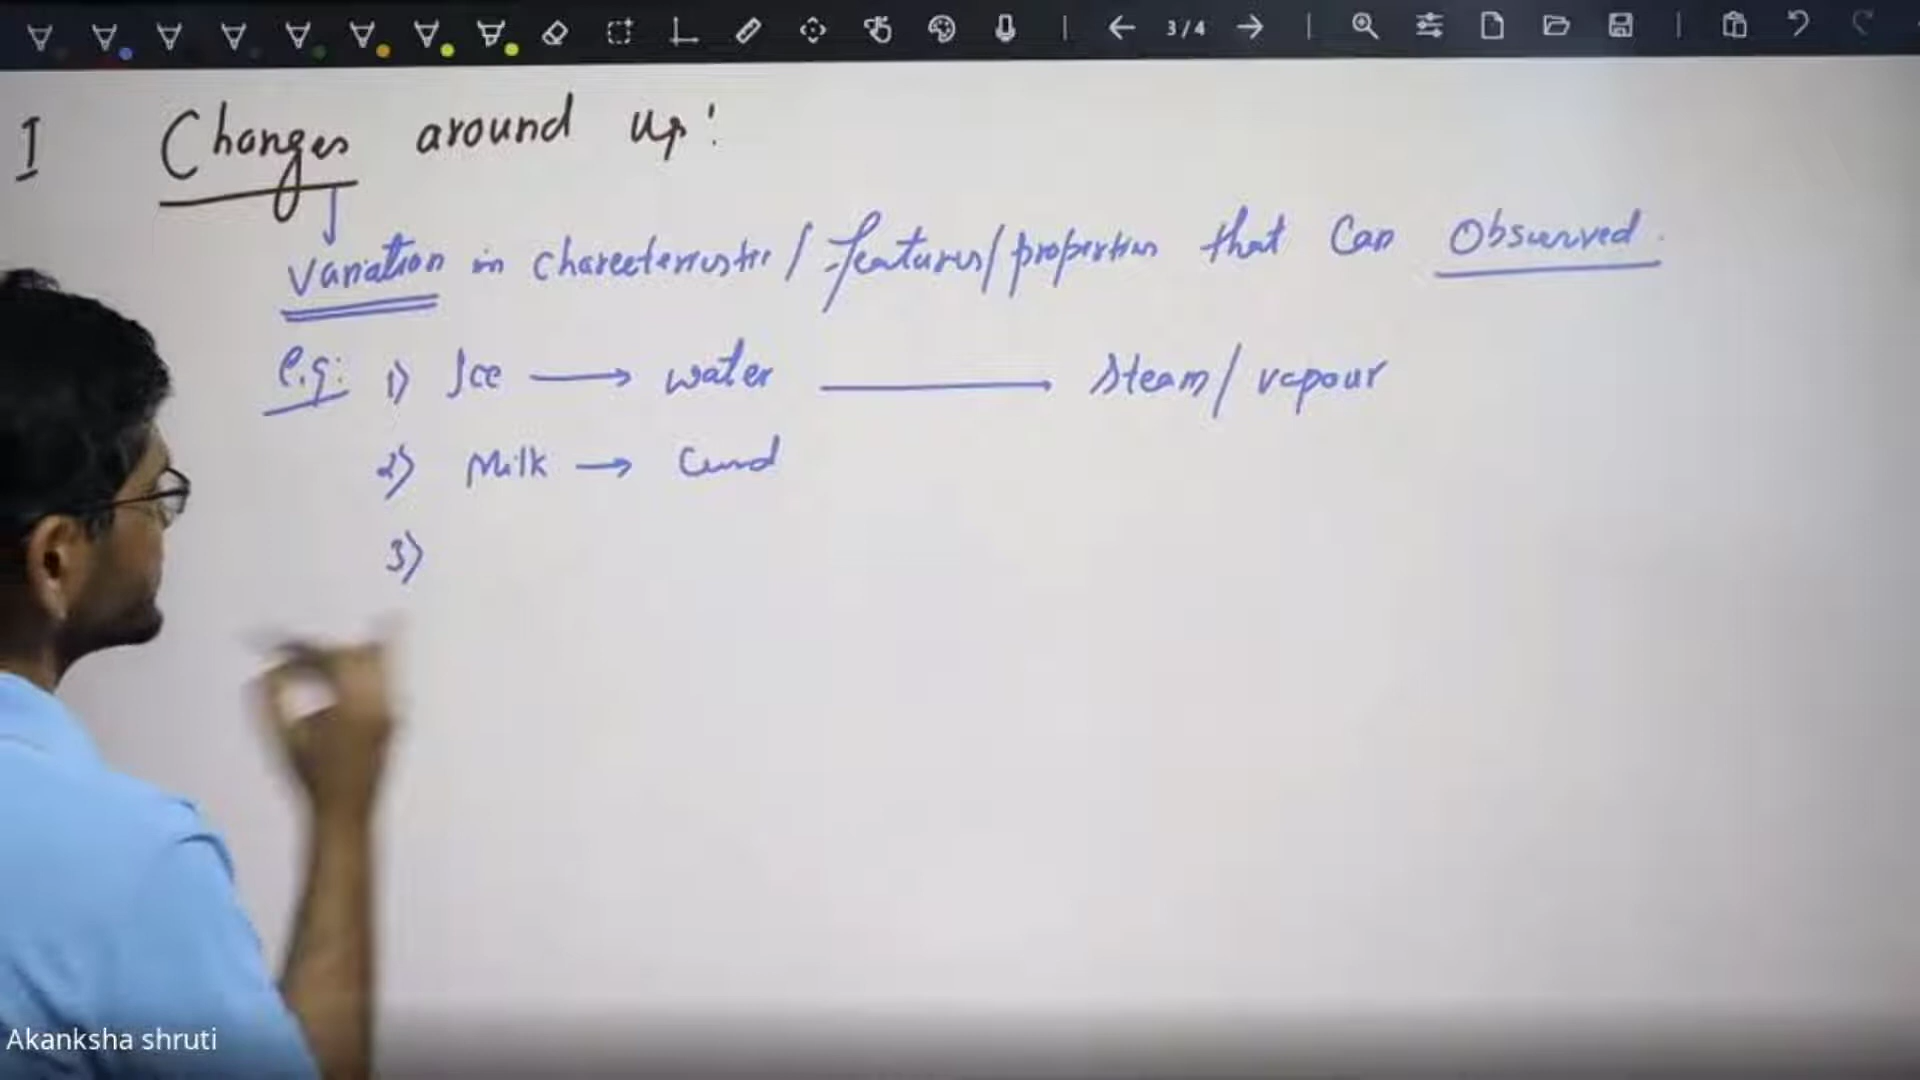 3/4
I Changes around us:
Variation in charecterristic / features / properties that can Observed.
e.g: 1) Ice → water → steam / vapour
2) Milk → Curd
3)
Akanksha shruti